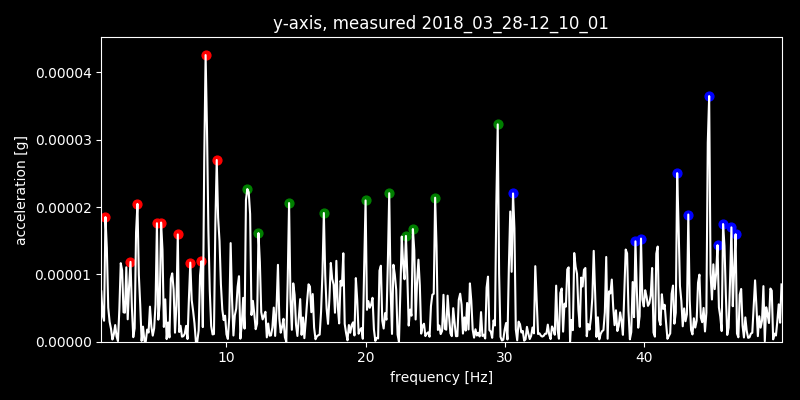 y-axis, measured 2018_03_28-12_10_01
0.00004
0.00003
0.00002
0.00001
0.00000
acceleration [g]
10 20 30 40
frequency [Hz]